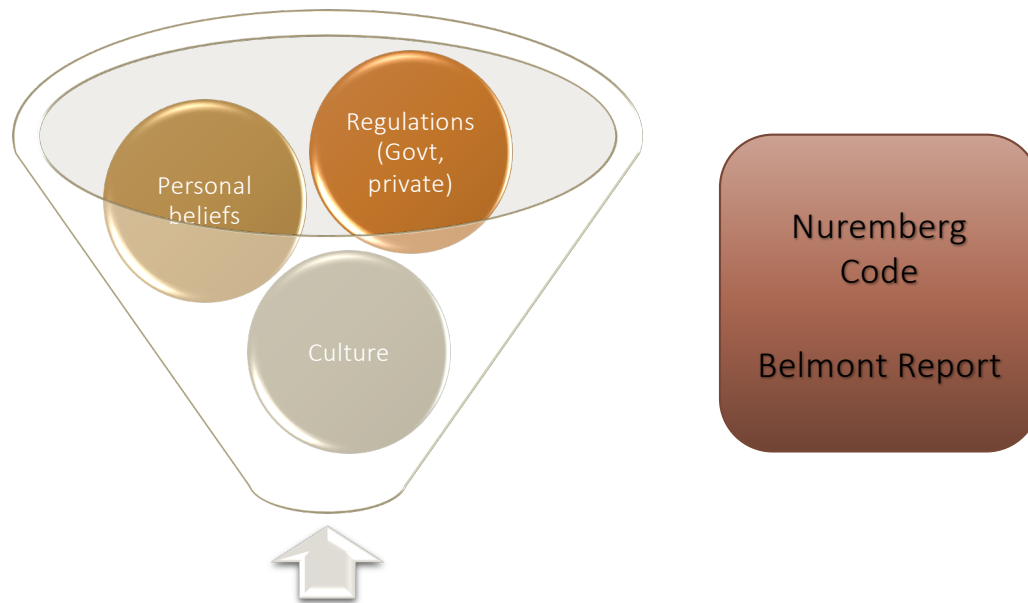 Personal
beliefs
Regulations
(Govt,
private)
Culture
Nuremberg
Code
Belmont Report